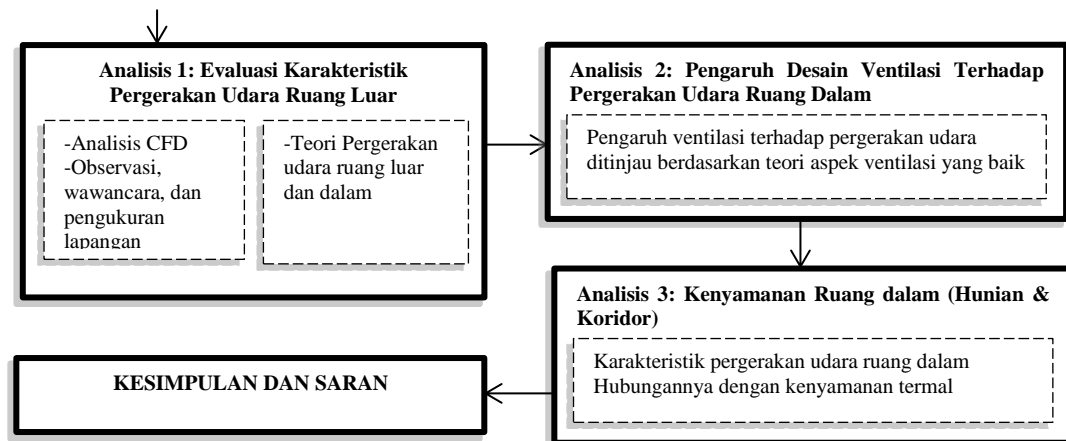 Analisis 1: Evaluasi Karakteristik
Pergerakan Udara Ruang Luar
-Analisis CFD
-Observasi,
wawancara, dan
pengukuran
lapangan
-Teori Pergerakan
udara ruang luar
dan dalam
Analisis 2: Pengaruh Desain Ventilasi Terhadap
Pergerakan Udara Ruang Dalam
Pengaruh ventilasi terhadap pergerakan udara
ditinjau berdasarkan teori aspek ventilasi yang baik
Analisis 3: Kenyamanan Ruang dalam (Hunian &
Koridor)
Karakteristik pergerakan udara ruang dalam
Hubungannya dengan kenyamanan termal
KESIMPULAN DAN SARAN